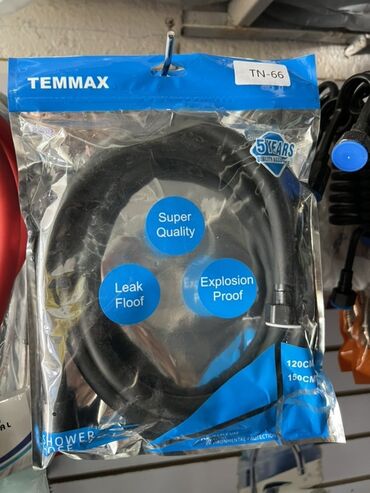 TEMMAX
TN-66
5 YEARS
Super
Quality
Leak
Floof
Explosion
Proof
120CM
150CM
SHOWER